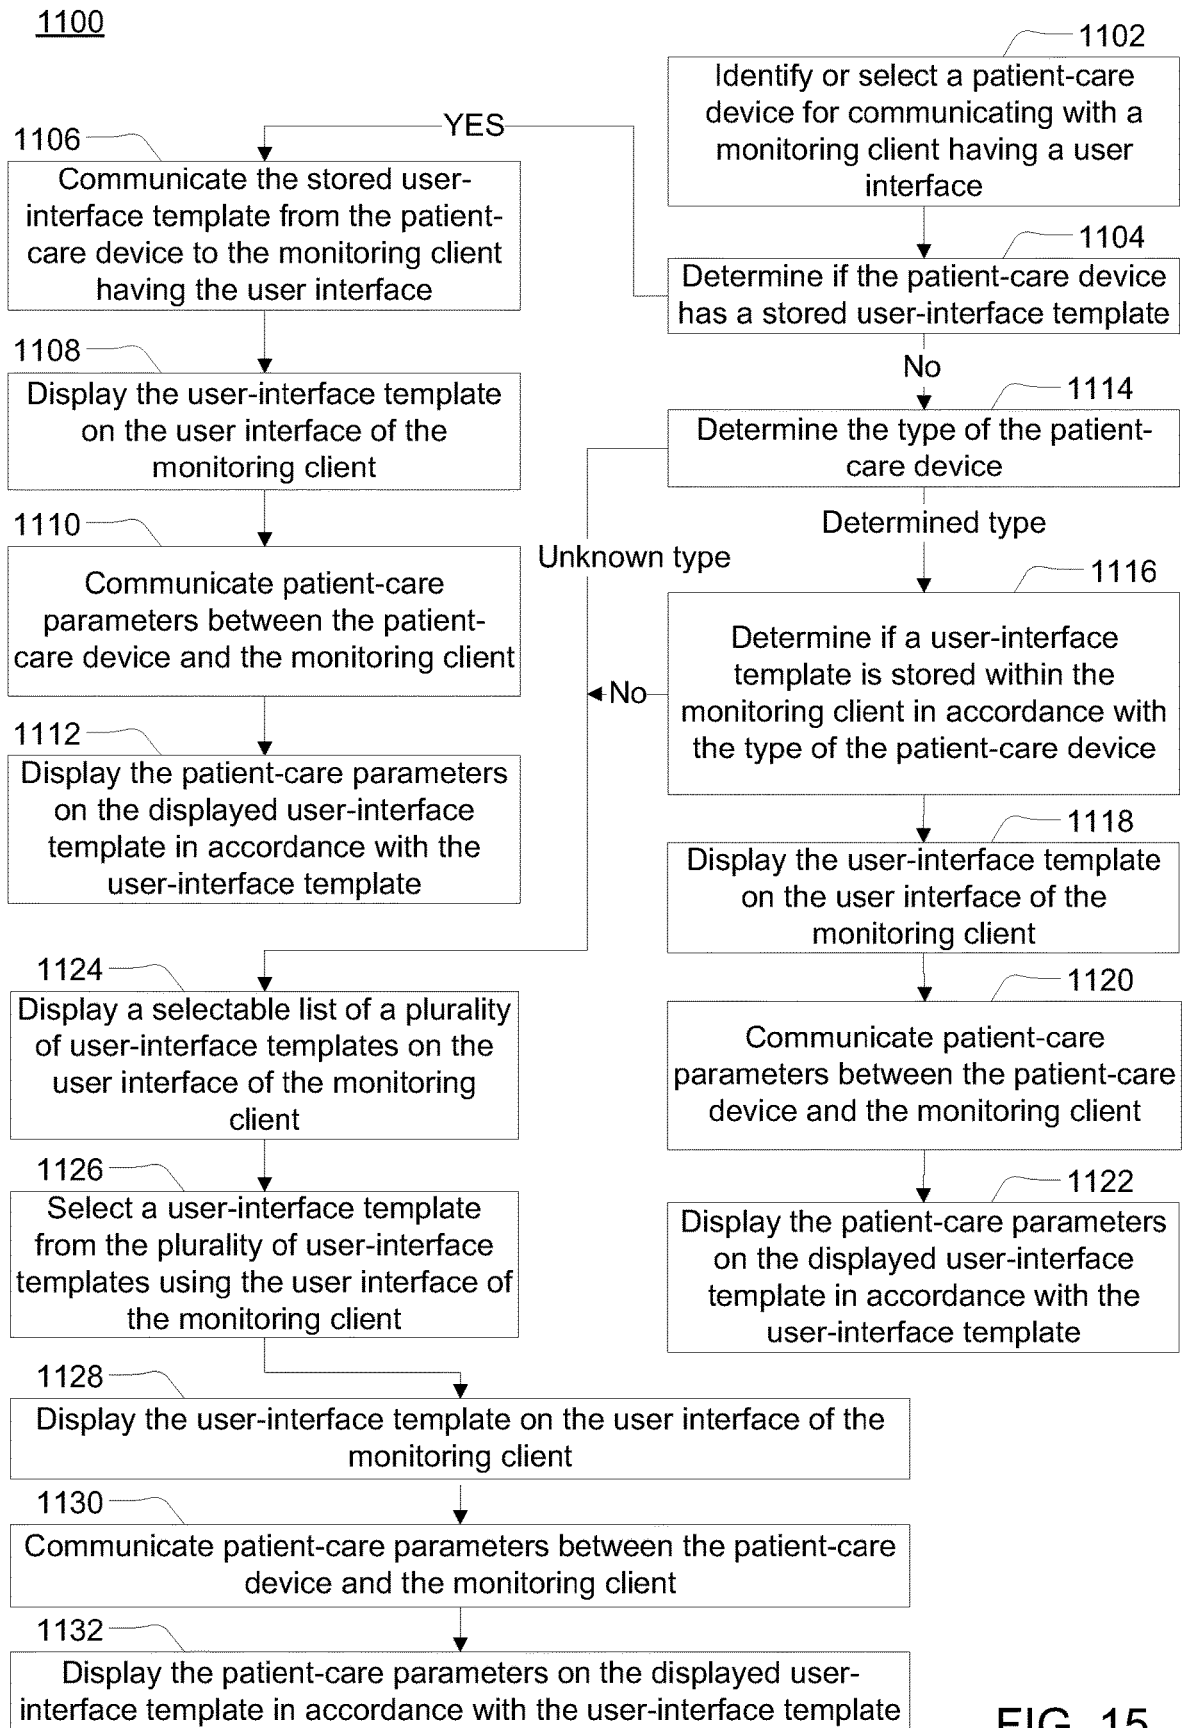 1100
1102
Identify or select a patient-care
device for communicating with a
monitoring client having a user
interface
1104
Determine if the patient-care device
has a stored user-interface template
YES
1106
Communicate the stored user-
interface template from the patient-
care device to the monitoring client
having the user interface
1108
Display the user-interface template
on the user interface of the
monitoring client
1110
Communicate patient-care
parameters between the patient-
care device and the monitoring client
1112
Display the patient-care parameters
on the displayed user-interface
template in accordance with the
user-interface template
No
1114
Determine the type of the patient-
care device
Determined type
Unknown type
1116
Determine if a user-interface
template is stored within the
monitoring client in accordance with
the type of the patient-care device
No
1118
Display the user-interface template
on the user interface of the
monitoring client
1120
Communicate patient-care
parameters between the patient-care
device and the monitoring client
1122
Display the patient-care parameters
on the displayed user-interface
template in accordance with the
user-interface template
1124
Display a selectable list of a plurality
of user-interface templates on the
user interface of the monitoring
client
1126
Select a user-interface template
from the plurality of user-interface
templates using the user interface of
the monitoring client
1128
Display the user-interface template on the user interface of the
monitoring client
1130
Communicate patient-care parameters between the patient-care
device and the monitoring client
1132
Display the patient-care parameters on the displayed user-
interface template in accordance with the user-interface template
FIG. 15